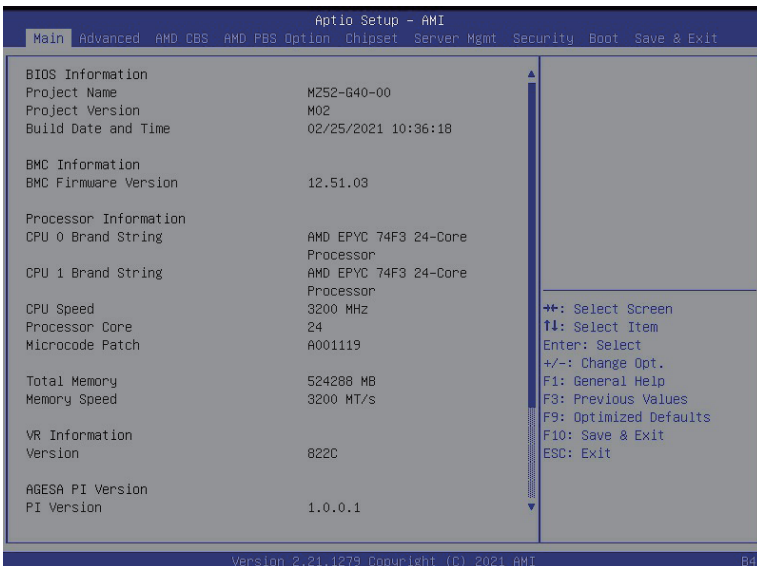 Aptio Setup – AMI
Main Advanced AMD CBS AMD PBS Option Chipset Server Mgmt Security Boot Save & Exit
BIOS Information
Project Name MZ52-G40-00
Project Version M02
Build Date and Time 02/25/2021 10:36:18
BMC Information
BMC Firmware Version 12.51.03
Processor Information
CPU 0 Brand String AMD EPYC 74F3 24-Core
Processor
CPU 1 Brand String AMD EPYC 74F3 24-Core
Processor
CPU Speed 3200 MHz
Processor Core 24
Microcode Patch A001119
Total Memory 524288 MB
Memory Speed 3200 MT/s
VR Information
Version 822C
AGESA PI Version
PI Version 1.0.0.1
→←: Select Screen
↑↓: Select Item
Enter: Select
+/-: Change Opt.
F1: General Help
F3: Previous Values
F9: Optimized Defaults
F10: Save & Exit
ESC: Exit
Version 2.21.1279 Copyright (C) 2021 AMI
B4